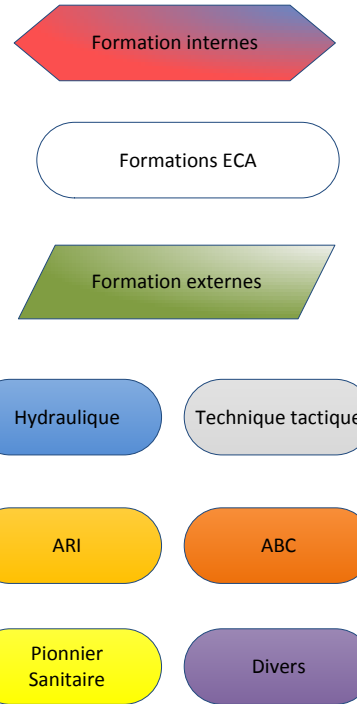 Formation internes
Formations ECA
Formation externes
Hydraulique
Technique tactique
ARI
ABC
Pionnier
Sanitaire
Divers